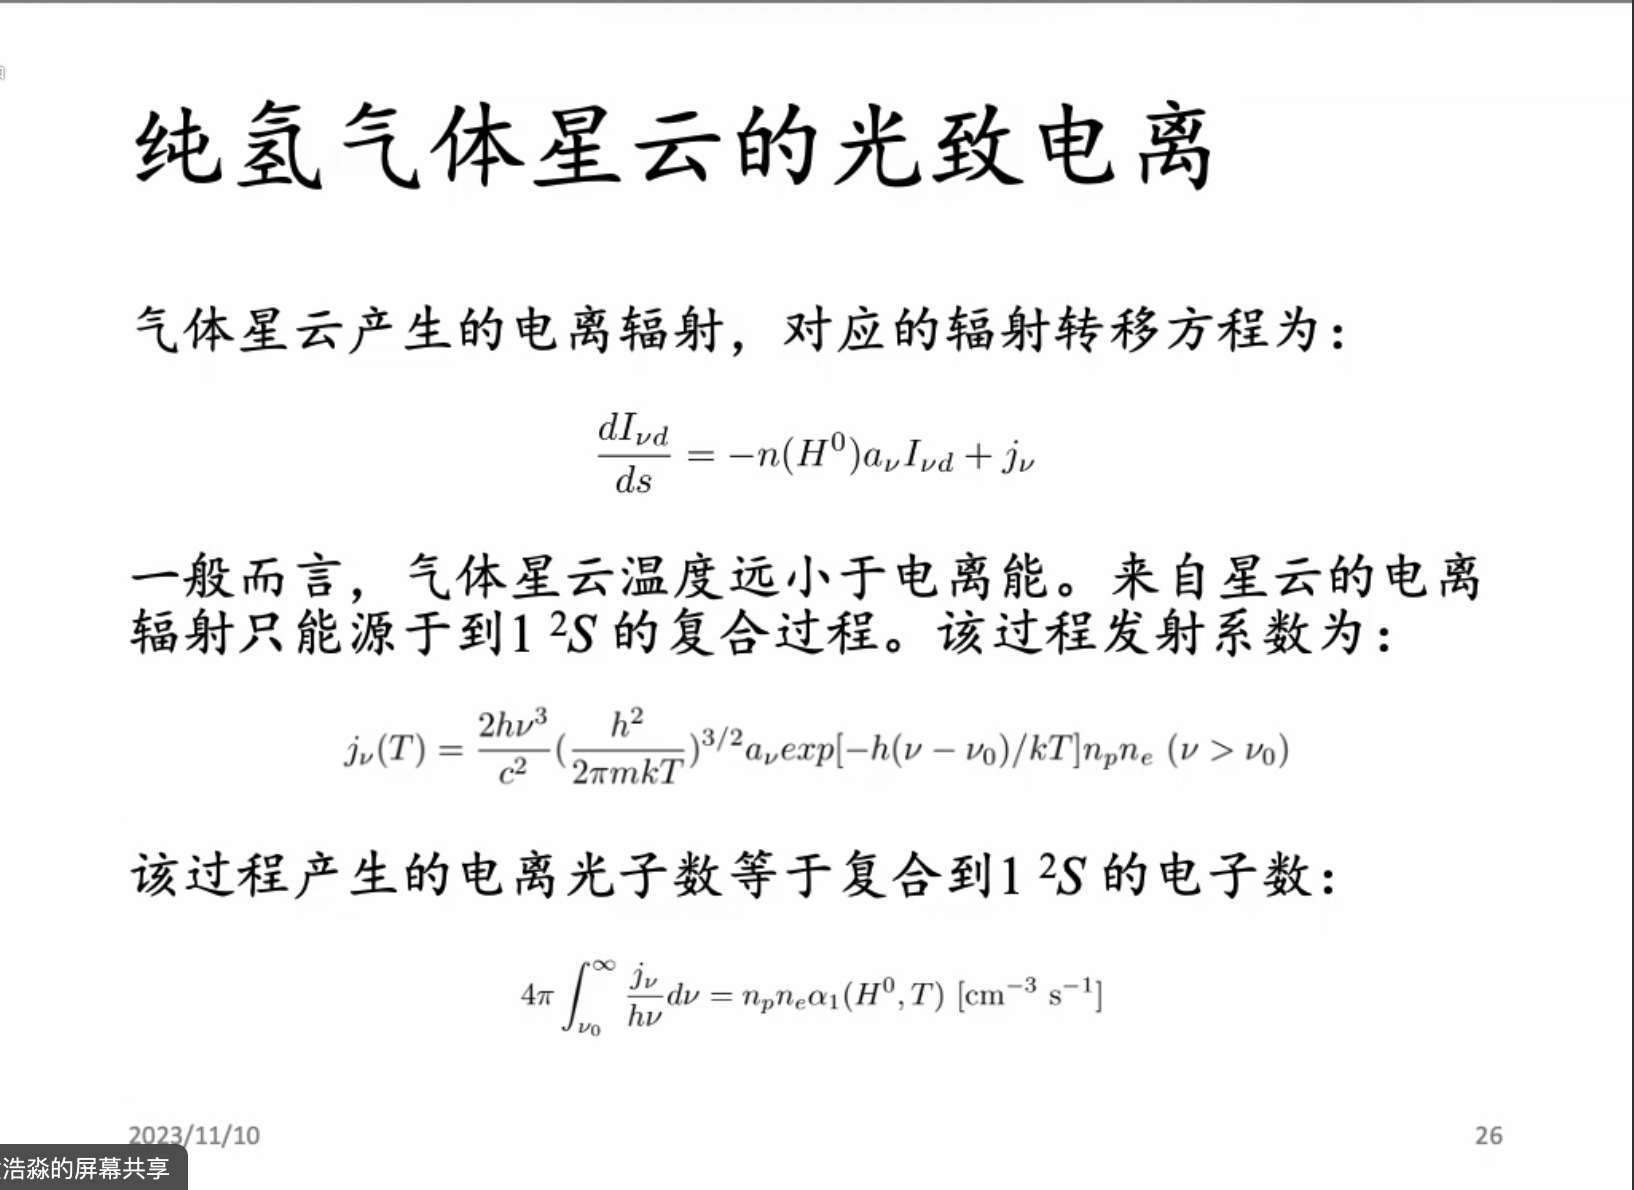 纯氢气体星云的光致电离
气体星云产生的电离辐射，对应的辐射转移方程为：
\frac{dI_{\nu d}}{ds} = -n(H^0)a_\nu I_{\nu d} + j_\nu
一般而言，气体星云温度远小于电离能。来自星云的电离
辐射只能源于到1 ²S 的复合过程。该过程发射系数为：
j_\nu(T) = \frac{2h\nu^3}{c^2}(\frac{h^2}{2\pi mkT})^{3/2}a_\nu exp[-h(\nu - \nu_0)/kT]n_p n_e (\nu > \nu_0)
该过程产生的电离光子数等于复合到1 ²S 的电子数：
4\pi \int_{\nu_0}^{\infty} \frac{j_\nu}{h\nu}d\nu = n_p n_e \alpha_1(H^0, T) [cm^{-3} s^{-1}]
2023/11/10
26
浩淼的屏幕共享